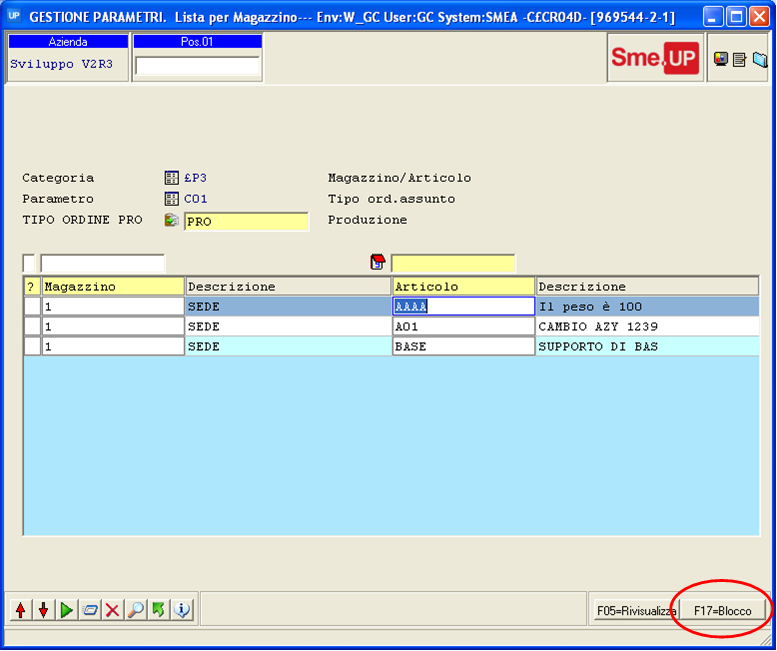 UP GESTIONE PARAMETRI. Lista per Magazzino--- Env:W_GC User:GC System:SMEA -C£CR04D- [969544-2-1]
Azienda Pos.01
Sviluppo V2R3
Sme.UP
Categoria £P3 Magazzino/Articolo
Parametro C01 Tipo ord.assunto
TIPO ORDINE PRO PRO Produzione
? Magazzino Descrizione Articolo Descrizione
1 SEDE AAAA Il peso è 100
1 SEDE A01 CAMBIO AZY 1239
1 SEDE BASE SUPPORTO DI BAS
F05=Rivisualizza F17=Blocco